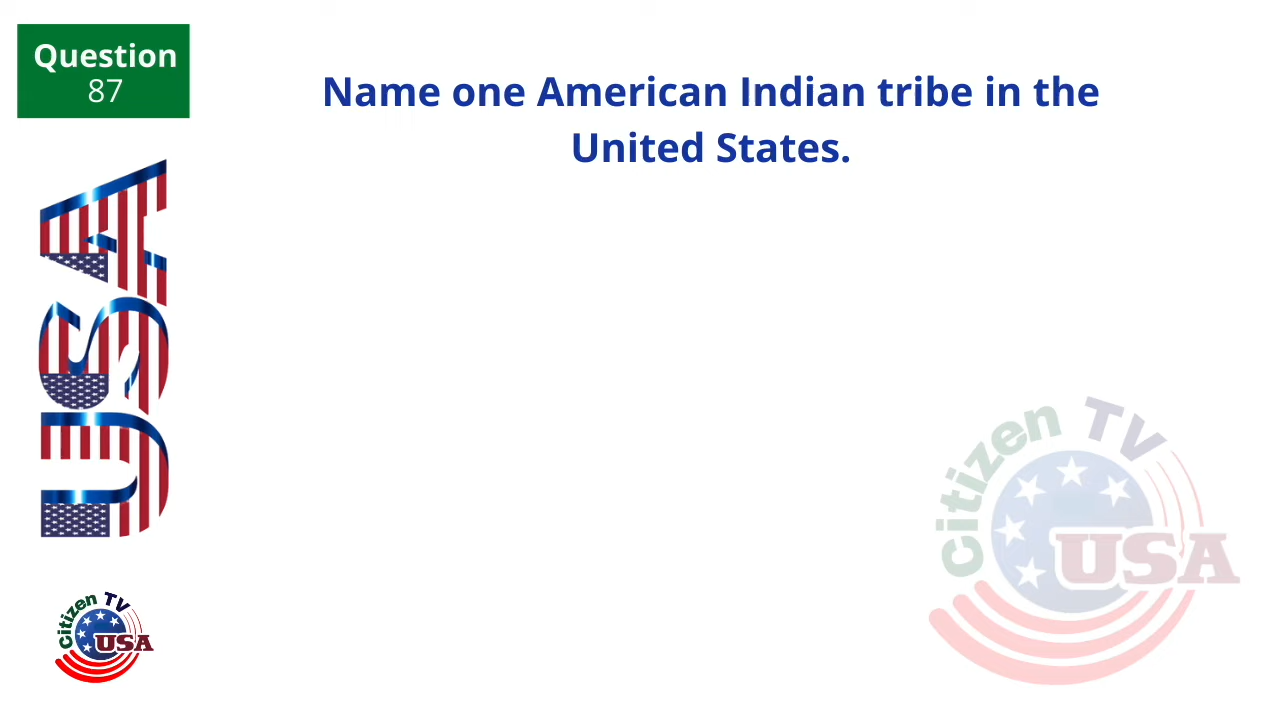 Question
87
Name one American Indian tribe in the
United States.
USA
Citizen TV
USA
Citizen TV
USA